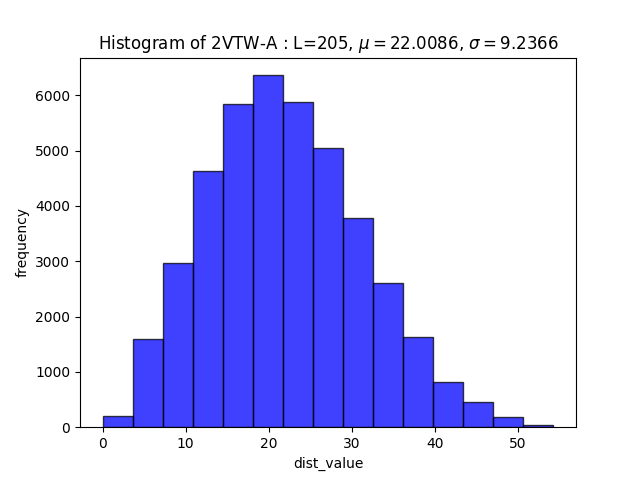 Histogram of 2VTW-A : L=205, μ = 22.0086, σ = 9.2366
frequency
6000
5000
4000
3000
2000
1000
0
0 10 20 30 40 50
dist_value